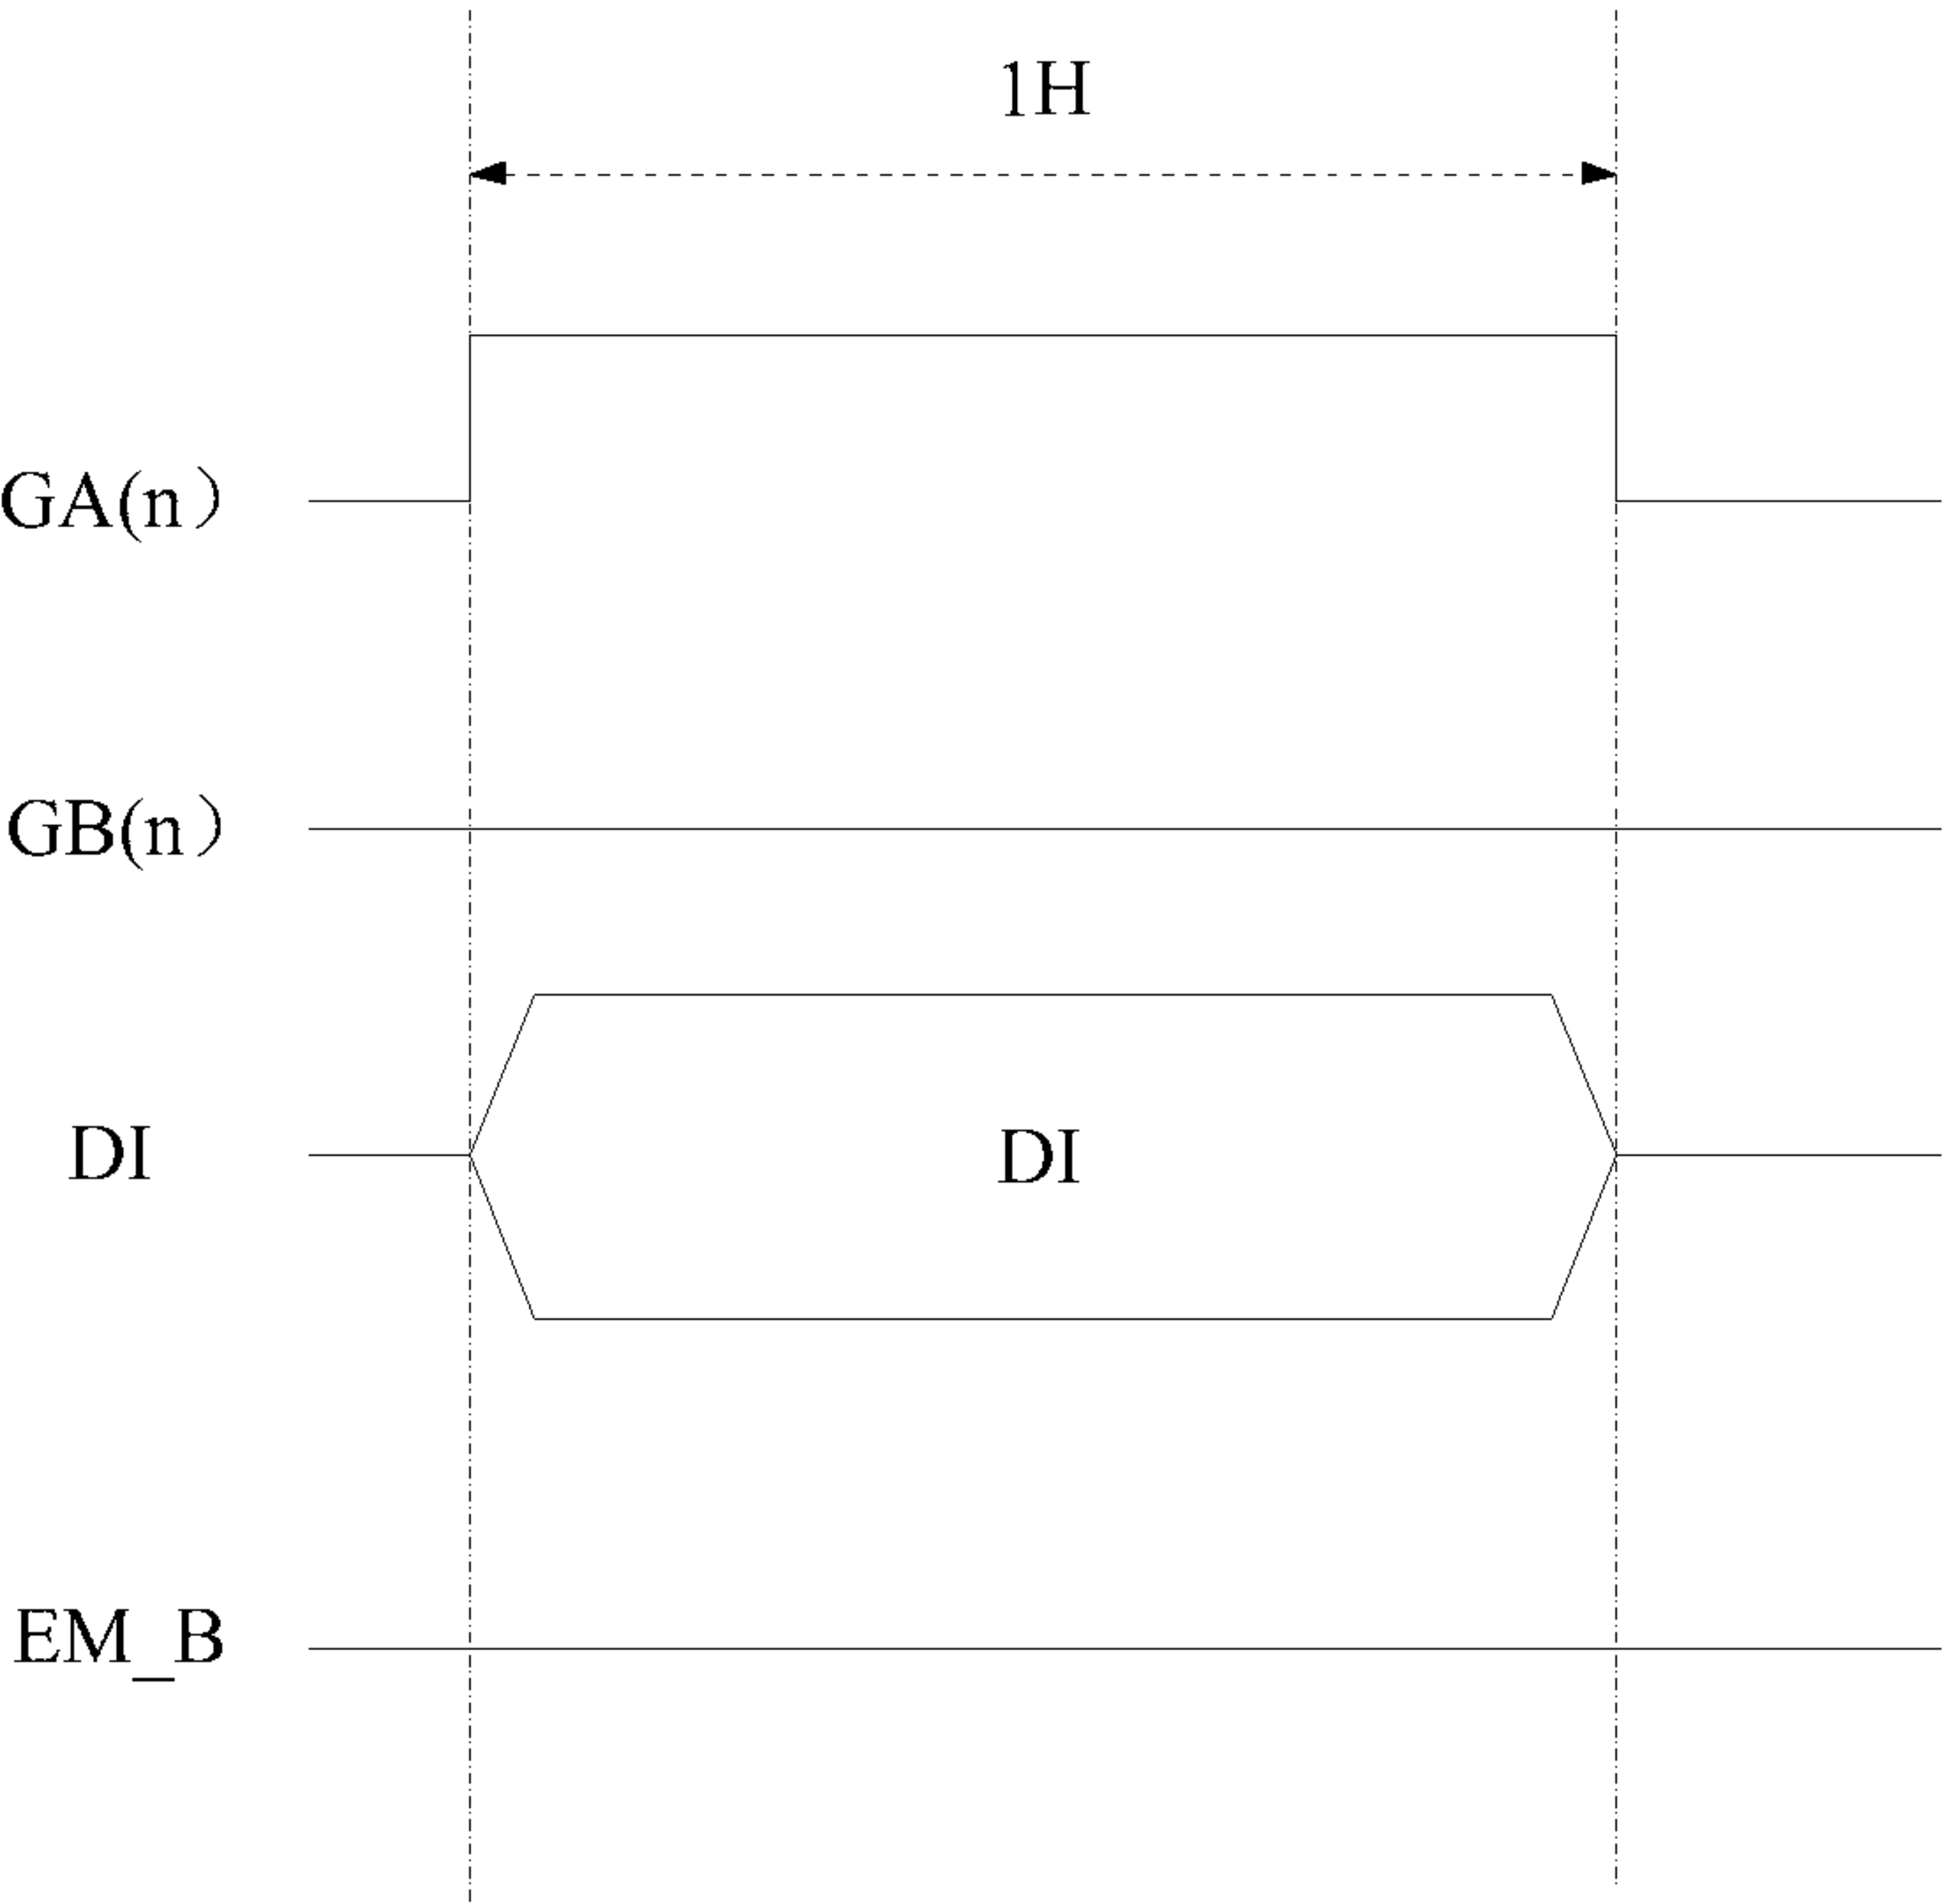 1H
GA(n）
GB(n）
DI
DI
EM_B